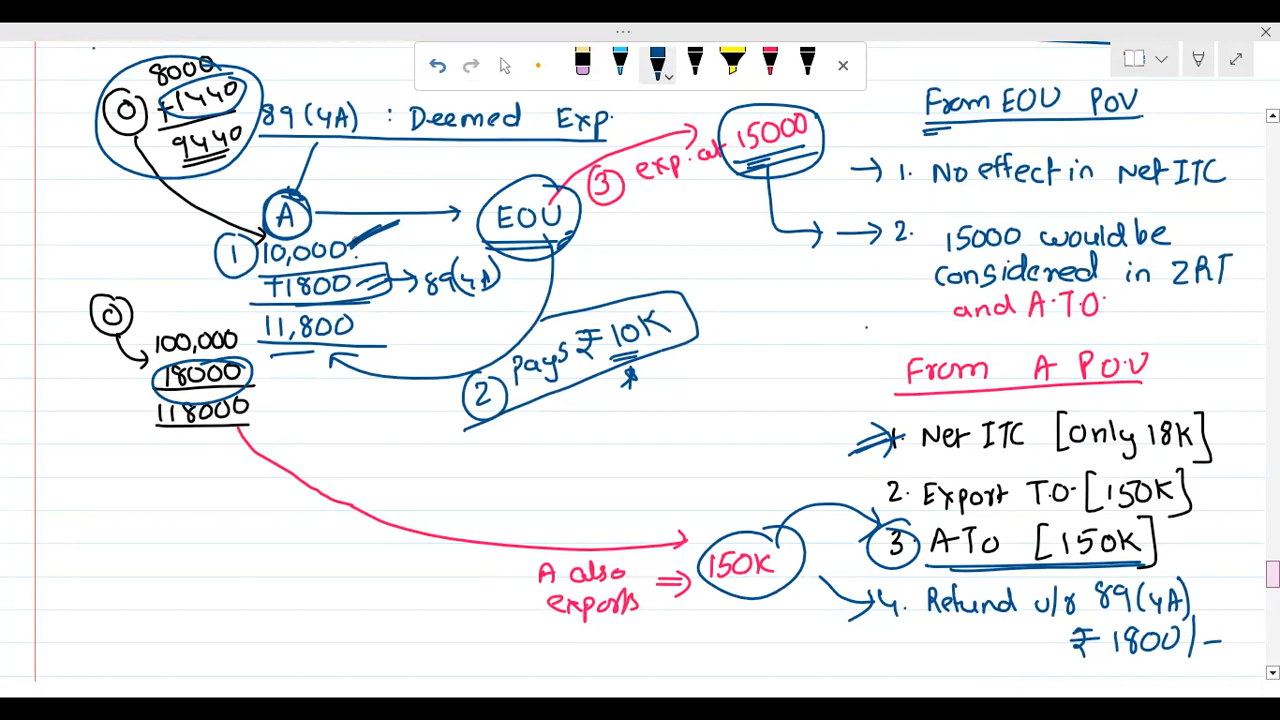 8000
+1440
9440
89(4A) : Deemed Exp.
A
EOU
1 10,000
+1800 → 89(4A)
11,800
2 Pays ₹ 10K
$
3 exp. at 15000
100,000
18000
118000
A also
exports ⇒ 150K
From EOU POV
→ 1. No effect in Net ITC
→ 2. 15000 would be
considered in ZRT
and A.T.O.
From A P.O.V
⇒ 1. Net ITC [Only 18K]
2. Export T.O. [150K]
3. ATO [150K]
4. Refund u/r 89(4A)
₹ 1800/-